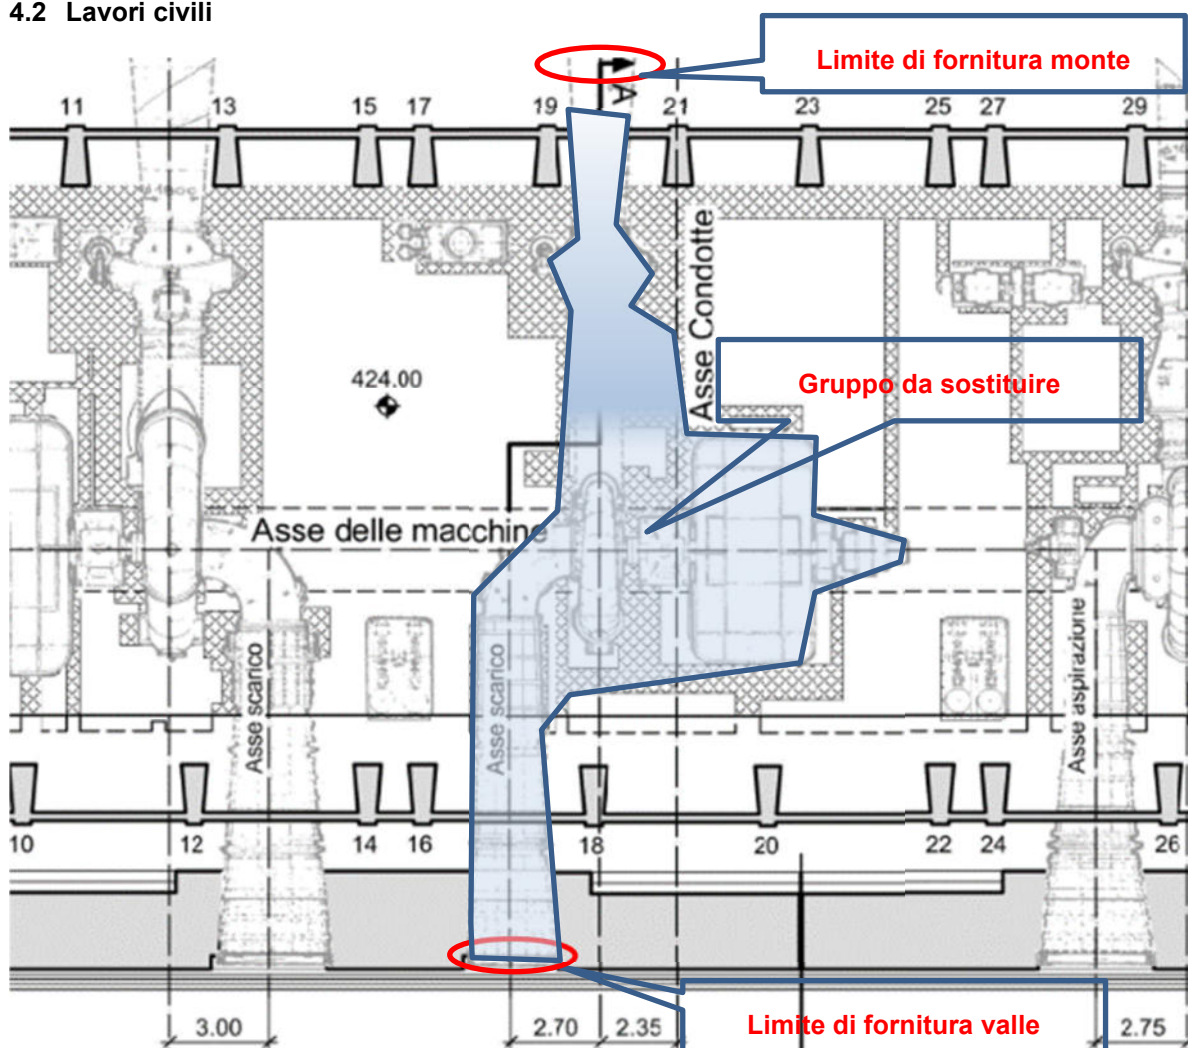 4.2 Lavori civili
Limite di fornitura monte
A
11 13 15 17 19 21 23 25 27 29
Asse Condotte
424.00
Gruppo da sostituire
Asse delle macchine
Asse scarico
Asse scarico
Asse aspirazione
10 12 14 16 18 20 22 24 26
3.00 2.70 2.35 2.75
Limite di fornitura valle